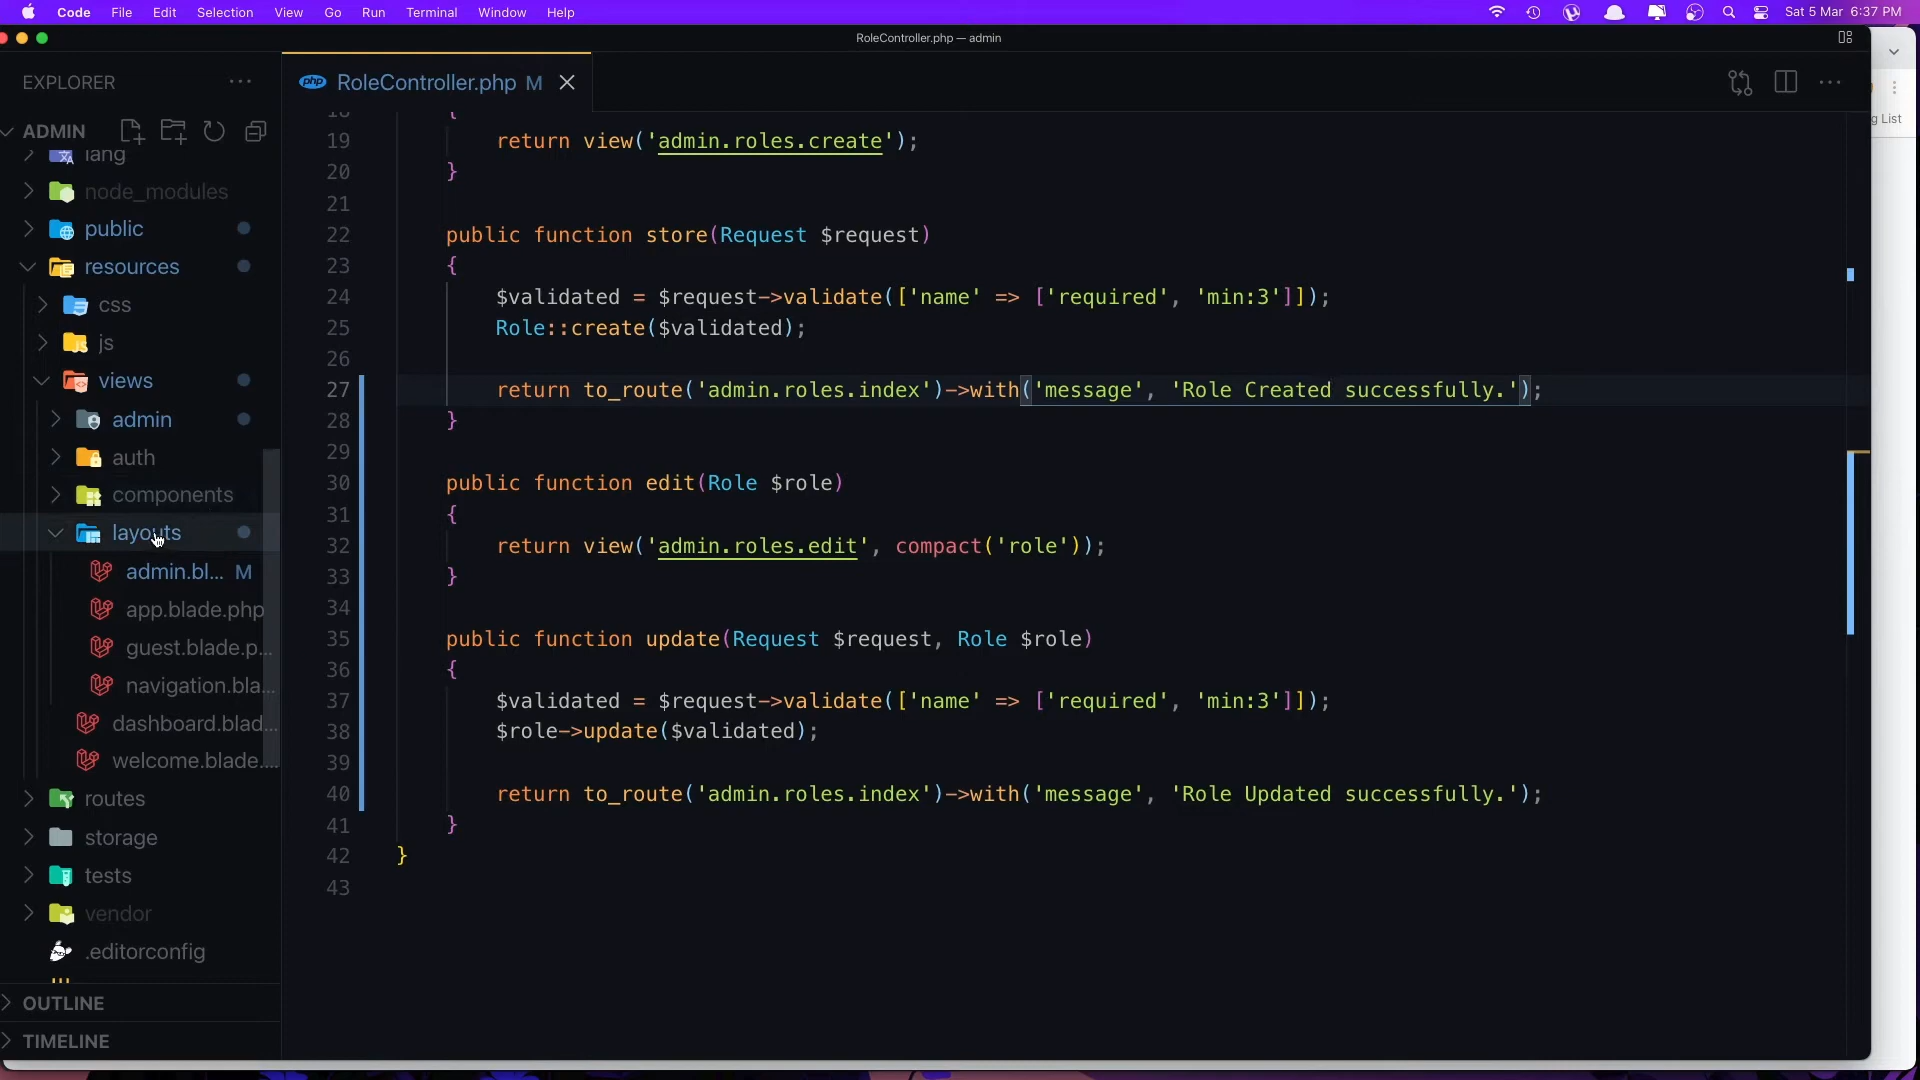 Code File Edit Selection View Go Run Terminal Window Help Sat 5 Mar 6:37 PM
RoleController.php — admin
EXPLORER
RoleController.php M
ADMIN
g List
lang
node_modules
public
resources
css
js
views
admin
auth
components
layouts
admin.bl... M
app.blade.php
guest.blade.p...
navigation.bla...
dashboard.blad...
welcome.blade....
routes
storage
tests
vendor
.editorconfig
OUTLINE
TIMELINE
18 {
19 return view('admin.roles.create');
20 }
21
22 public function store(Request $request)
23 {
24 $validated = $request->validate(['name' => ['required', 'min:3']]);
25 Role::create($validated);
26
27 return to_route('admin.roles.index')->with('message', 'Role Created successfully.');
28 }
29
30 public function edit(Role $role)
31 {
32 return view('admin.roles.edit', compact('role'));
33 }
34
35 public function update(Request $request, Role $role)
36 {
37 $validated = $request->validate(['name' => ['required', 'min:3']]);
38 $role->update($validated);
39
40 return to_route('admin.roles.index')->with('message', 'Role Updated successfully.');
41 }
42 }
43